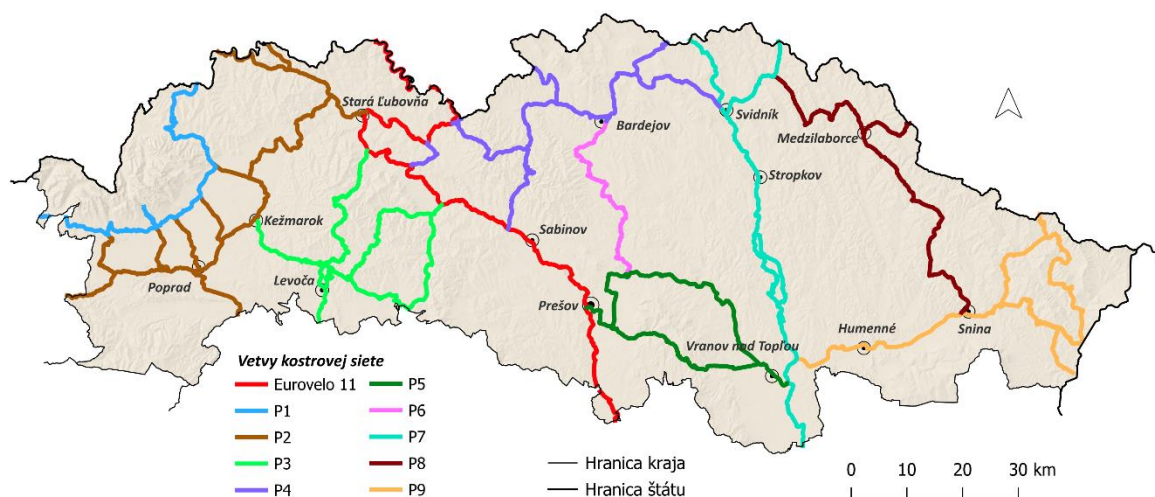 Stará Ľubovňa
Bardejov
Svidník
Medzilaborce
Stropkov
Kežmarok
Sabinov
Levoča
Poprad
Prešov
Humenné
Snina
Vranov nad Topľou
Vetvy kostrovej siete
Eurovelo 11
P1
P2
P3
P4
P5
P6
P7
P8
P9
Hranica kraja
Hranica štátu
0 10 20 30 km